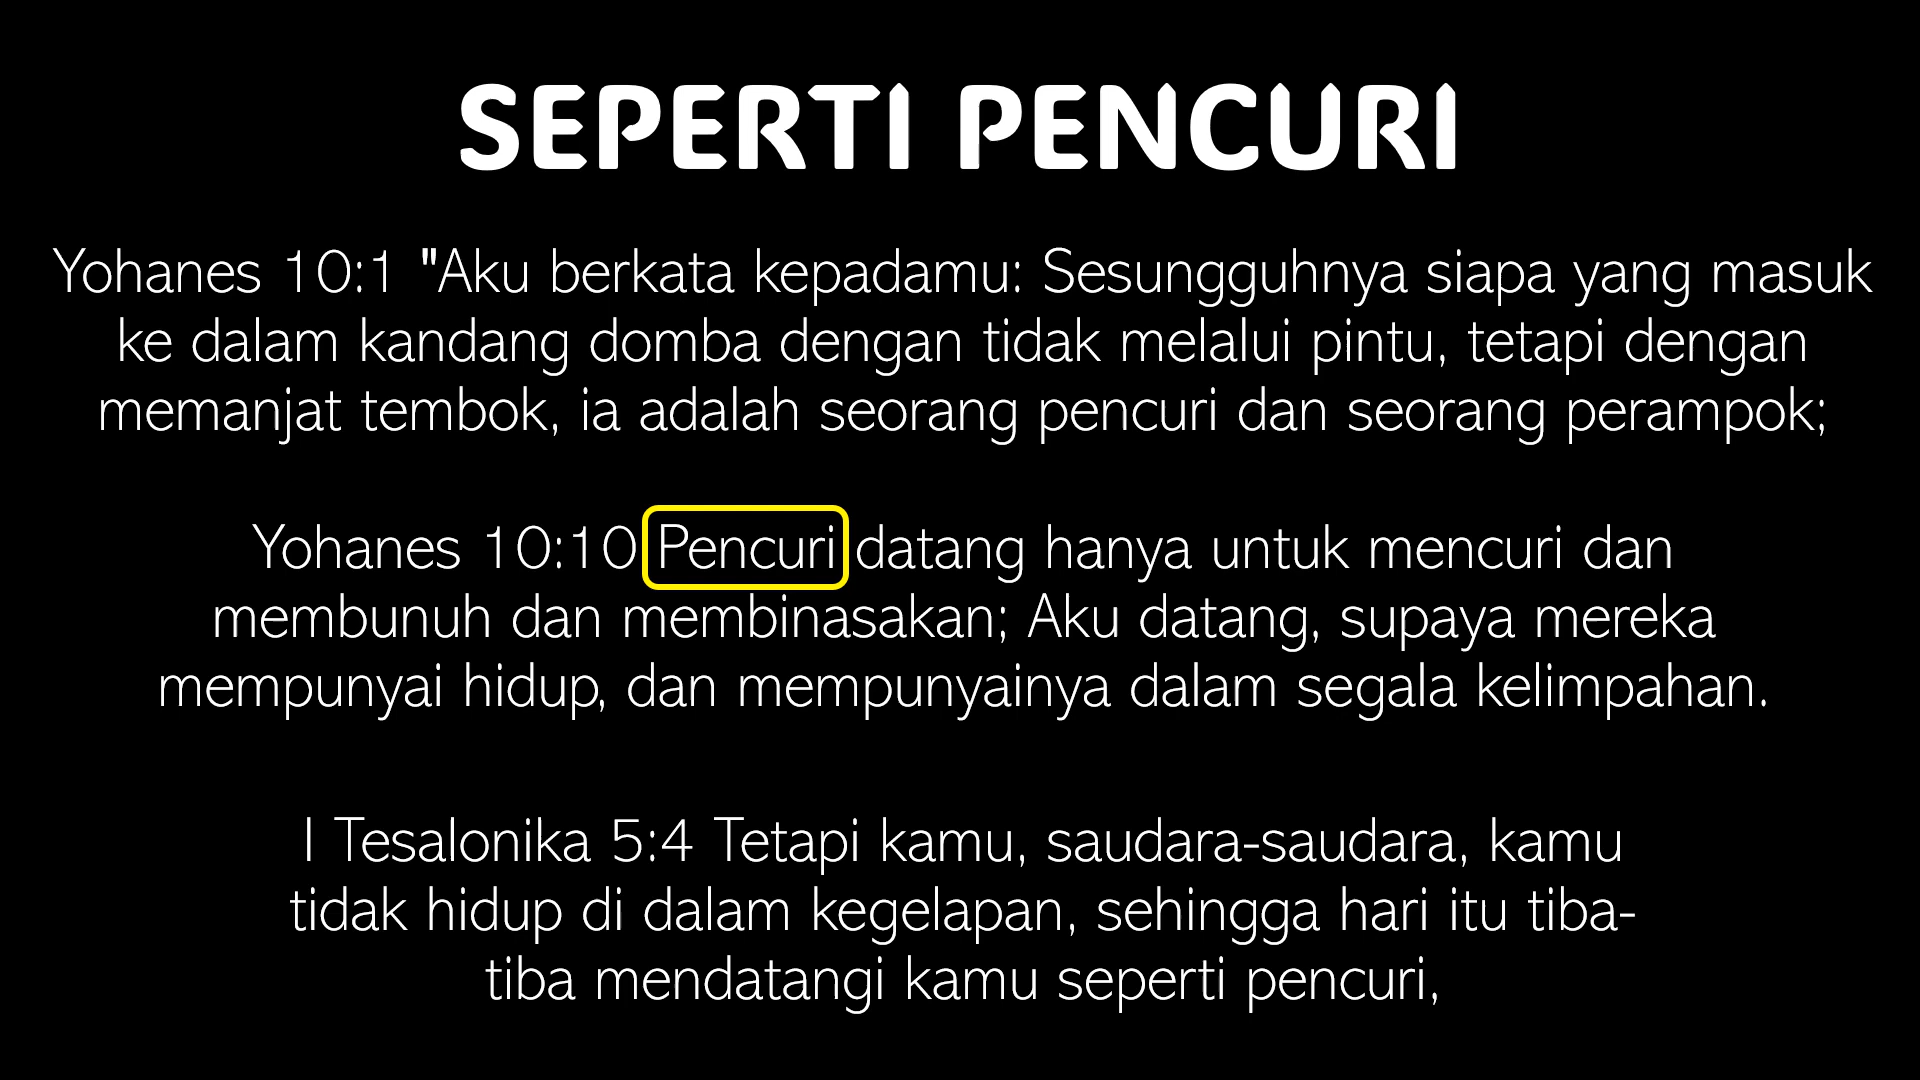 SEPERTI PENCURI
Yohanes 10:1 "Aku berkata kepadamu: Sesungguhnya siapa yang masuk
ke dalam kandang domba dengan tidak melalui pintu, tetapi dengan
memanjat tembok, ia adalah seorang pencuri dan seorang perampok;
Yohanes 10:10 Pencuri datang hanya untuk mencuri dan
membunuh dan membinasakan; Aku datang, supaya mereka
mempunyai hidup, dan mempunyainya dalam segala kelimpahan.
I Tesalonika 5:4 Tetapi kamu, saudara-saudara, kamu
tidak hidup di dalam kegelapan, sehingga hari itu tiba-
tiba mendatangi kamu seperti pencuri,